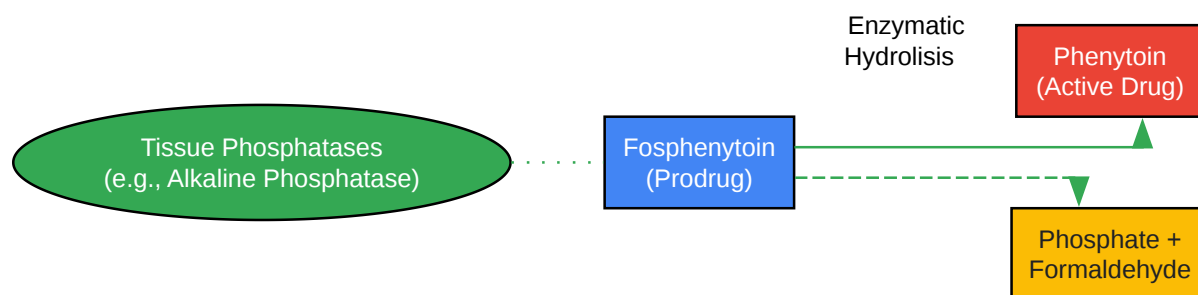 Enzymatic
Hydrolisis
Phenytoin
(Active Drug)
Tissue Phosphatases
(e.g., Alkaline Phosphatase)
Fosphenytoin
(Prodrug)
Phosphate +
Formaldehyde